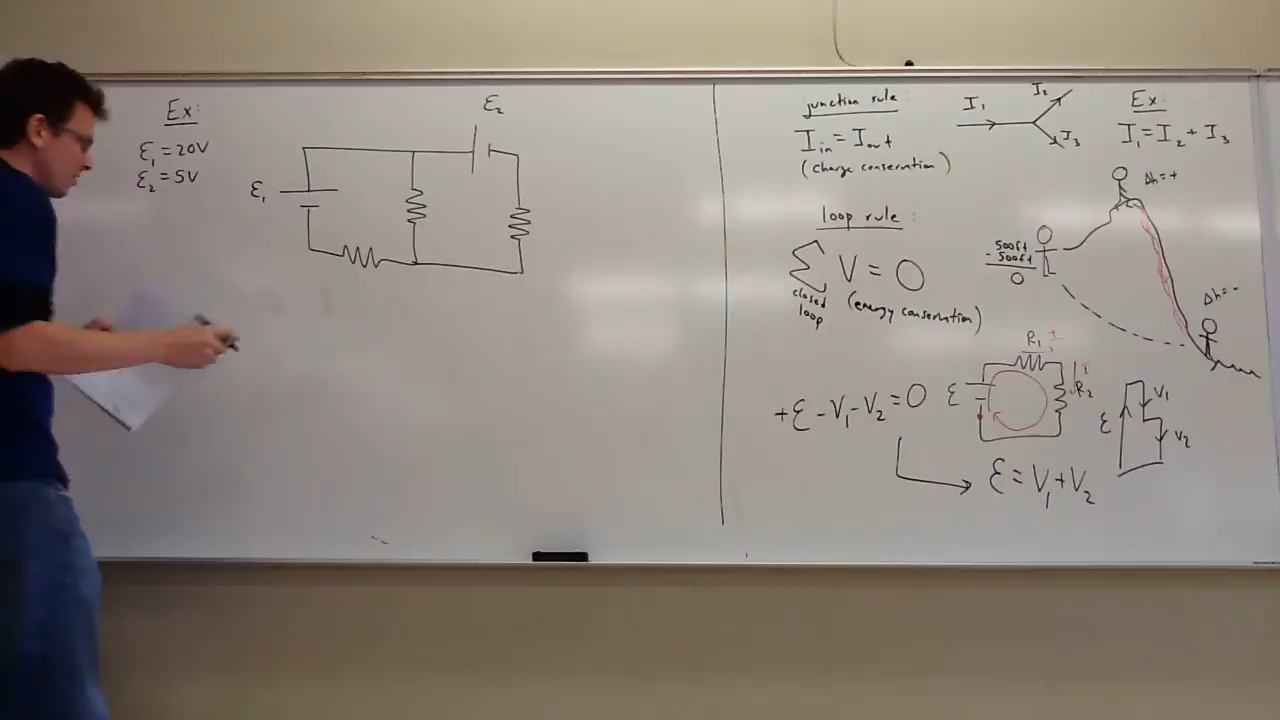 Ex:
ε₁ = 20V
ε₂ = 5V
ε₁
ε₂
junction rule
I_in = I_out
(charge conservation)
I₁
I₂
I₃
Ex:
I₁ = I₂ + I₃
loop rule:
∑ V = 0
closed loop
(energy conservation)
500ft
- 500ft
0
Δh = +
Δh = -
+ε - V₁ - V₂ = 0
ε
R₁
I
I
R₂
ε
V₁
V₂
ε = V₁ + V₂